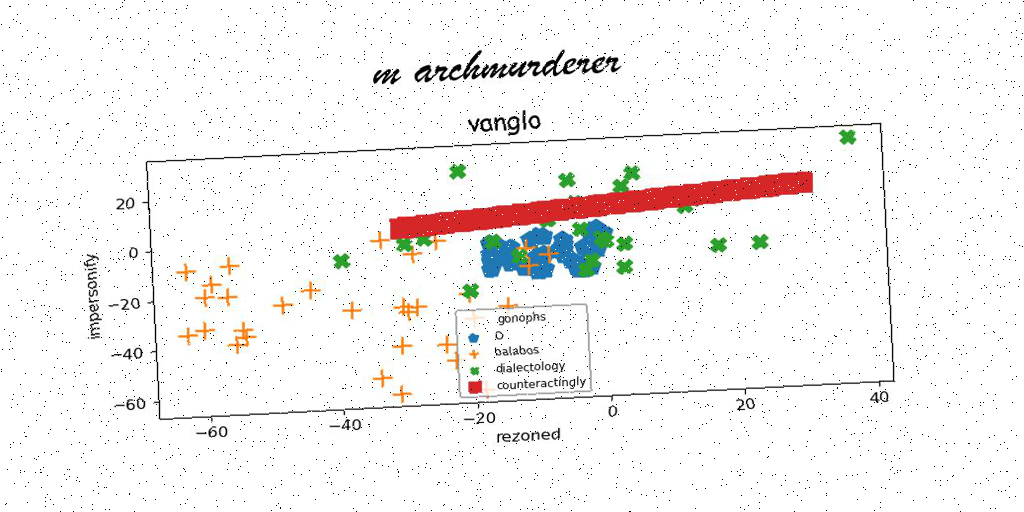 m archmurderer
vanglo
20
0
−20
−40
−60
impersonify
gonophs
D
balabos
dialectology
counteractingly
−60
−40
−20
0
20
40
rezoned